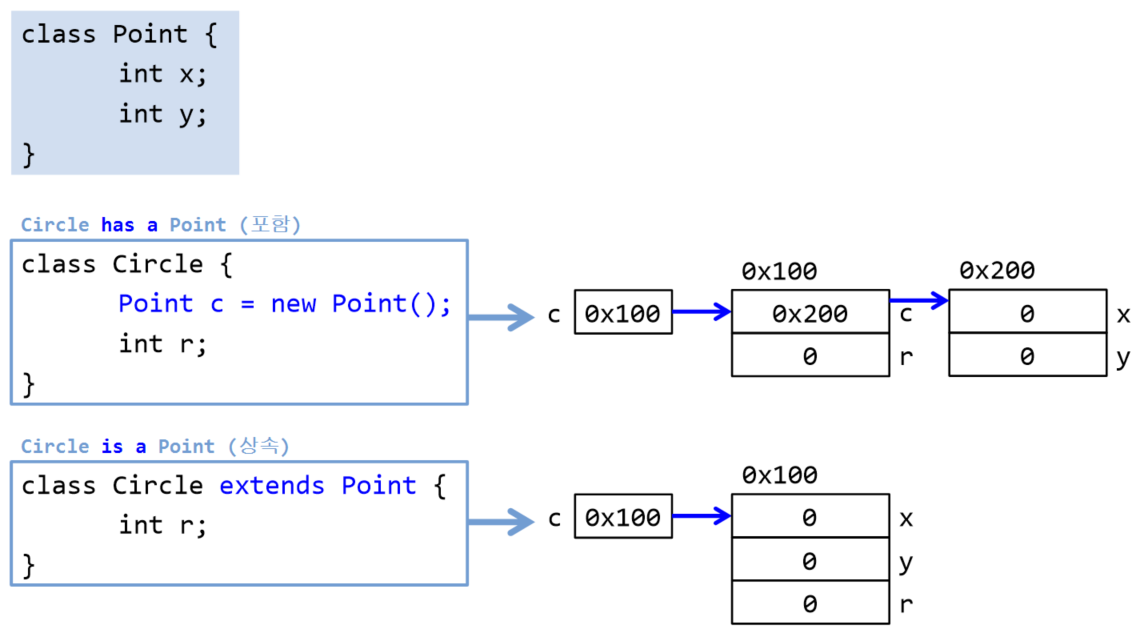 class Point {
int x;
int y;
}
Circle has a Point (포함)
class Circle {
Point c = new Point();
int r;
}
0x100
0x200
c
0x100
0x200
c
0
x
0
r
0
y
Circle is a Point (상속)
class Circle extends Point {
int r;
}
0x100
c
0x100
0
x
0
y
0
r